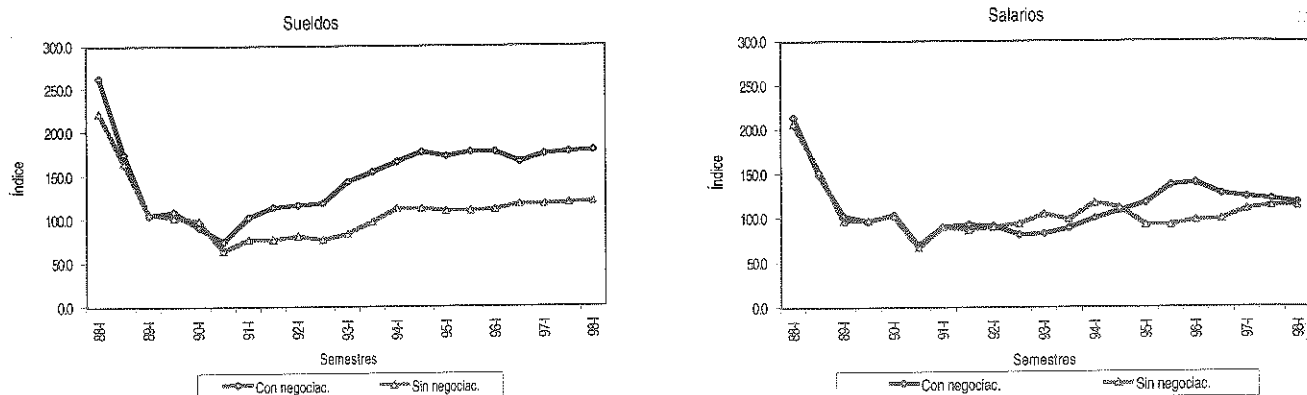 Sueldos
300.0
250.0
200.0
150.0
100.0
50.0
0.0
Índice
88-I
89-I
90-I
91-I
92-I
93-I
94-I
95-I
96-I
97-I
98-I
Semestres
Con negociac.
Sin negociac.
Salarios
300.0
250.0
200.0
150.0
100.0
50.0
0.0
Índice
88-I
89-I
90-I
91-I
92-I
93-I
94-I
95-I
96-I
97-I
98-I
Semestres
Con negociac.
Sin negociac.